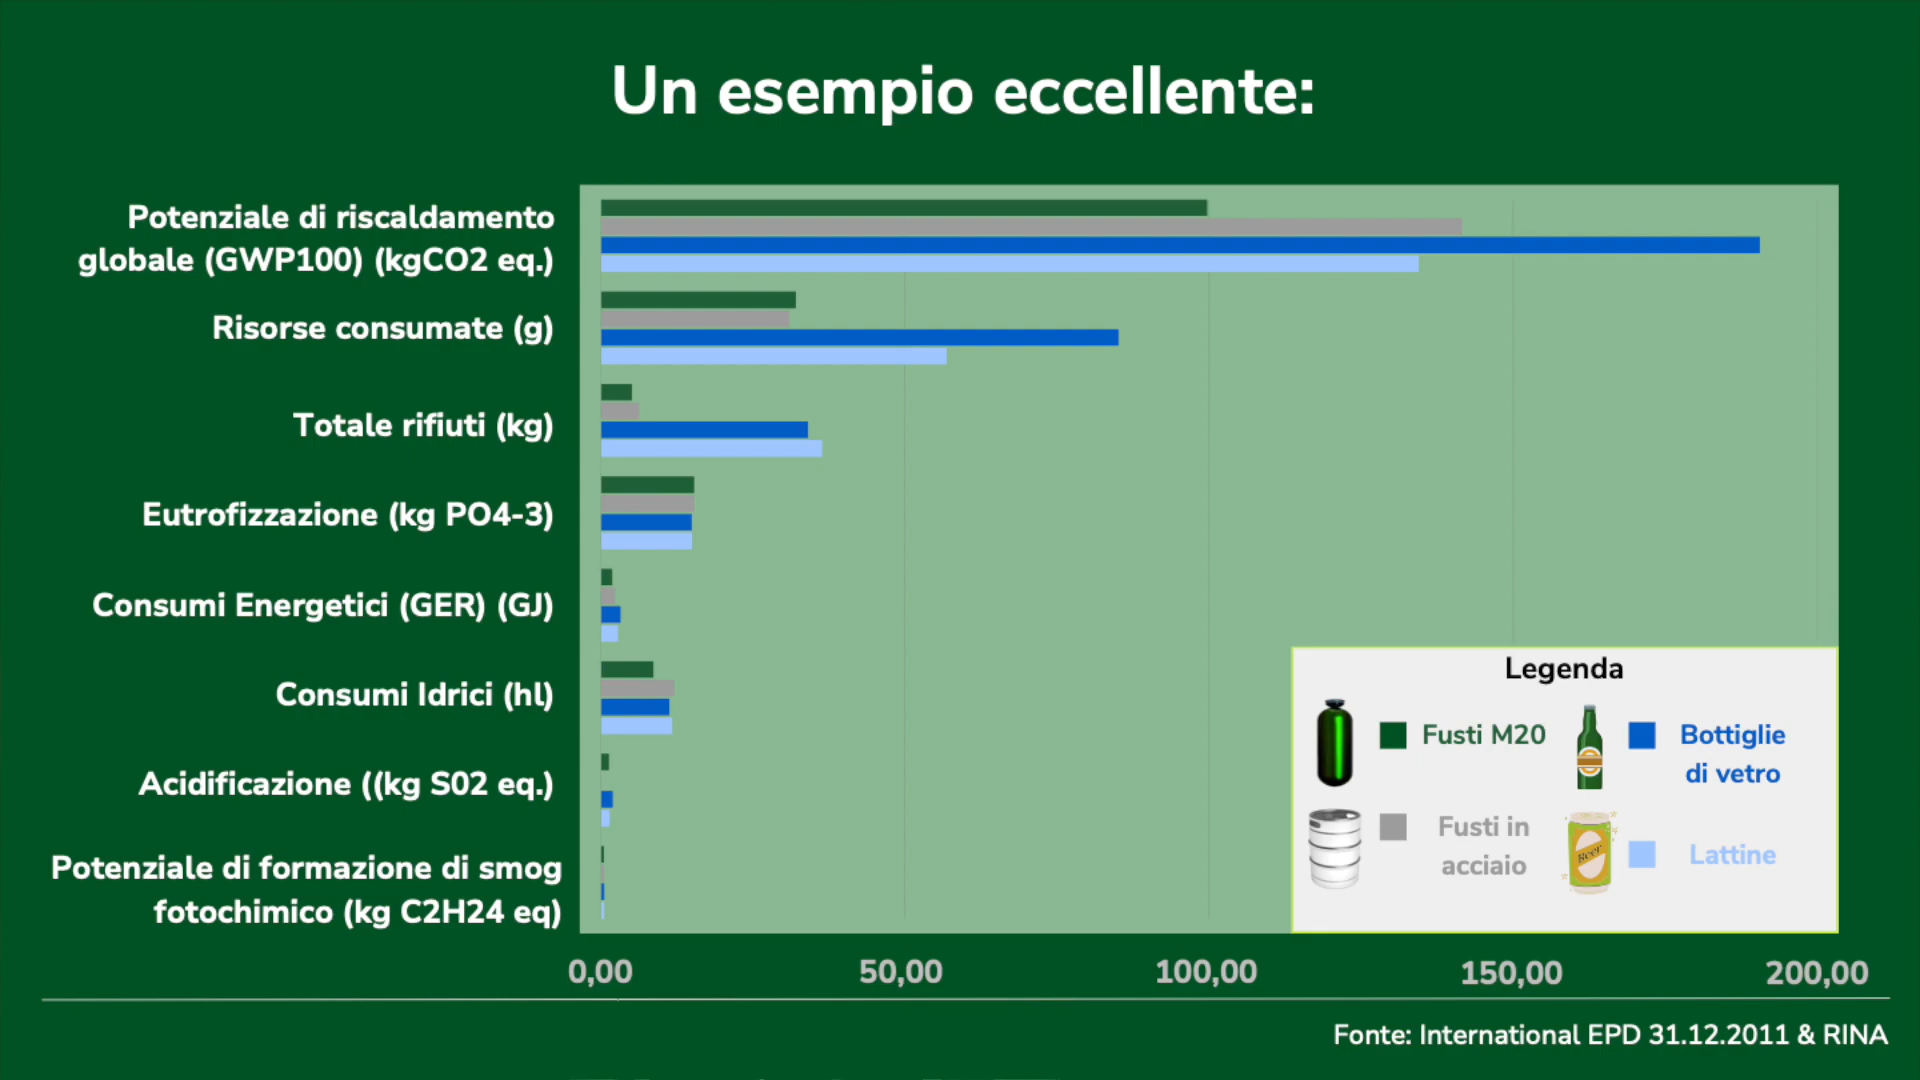 Un esempio eccellente:
Potenziale di riscaldamento
globale (GWP100) (kgCO2 eq.)
Risorse consumate (g)
Totale rifiuti (kg)
Eutrofizzazione (kg PO4-3)
Consumi Energetici (GER) (GJ)
Consumi Idrici (hl)
Acidificazione ((kg S02 eq.)
Potenziale di formazione di smog
fotochimico (kg C2H24 eq)
Legenda
Fusti M20
Bottiglie
di vetro
Fusti in
acciaio
Beer
Lattine
0,00 50,00 100,00 150,00 200,00
Fonte: International EPD 31.12.2011 & RINA